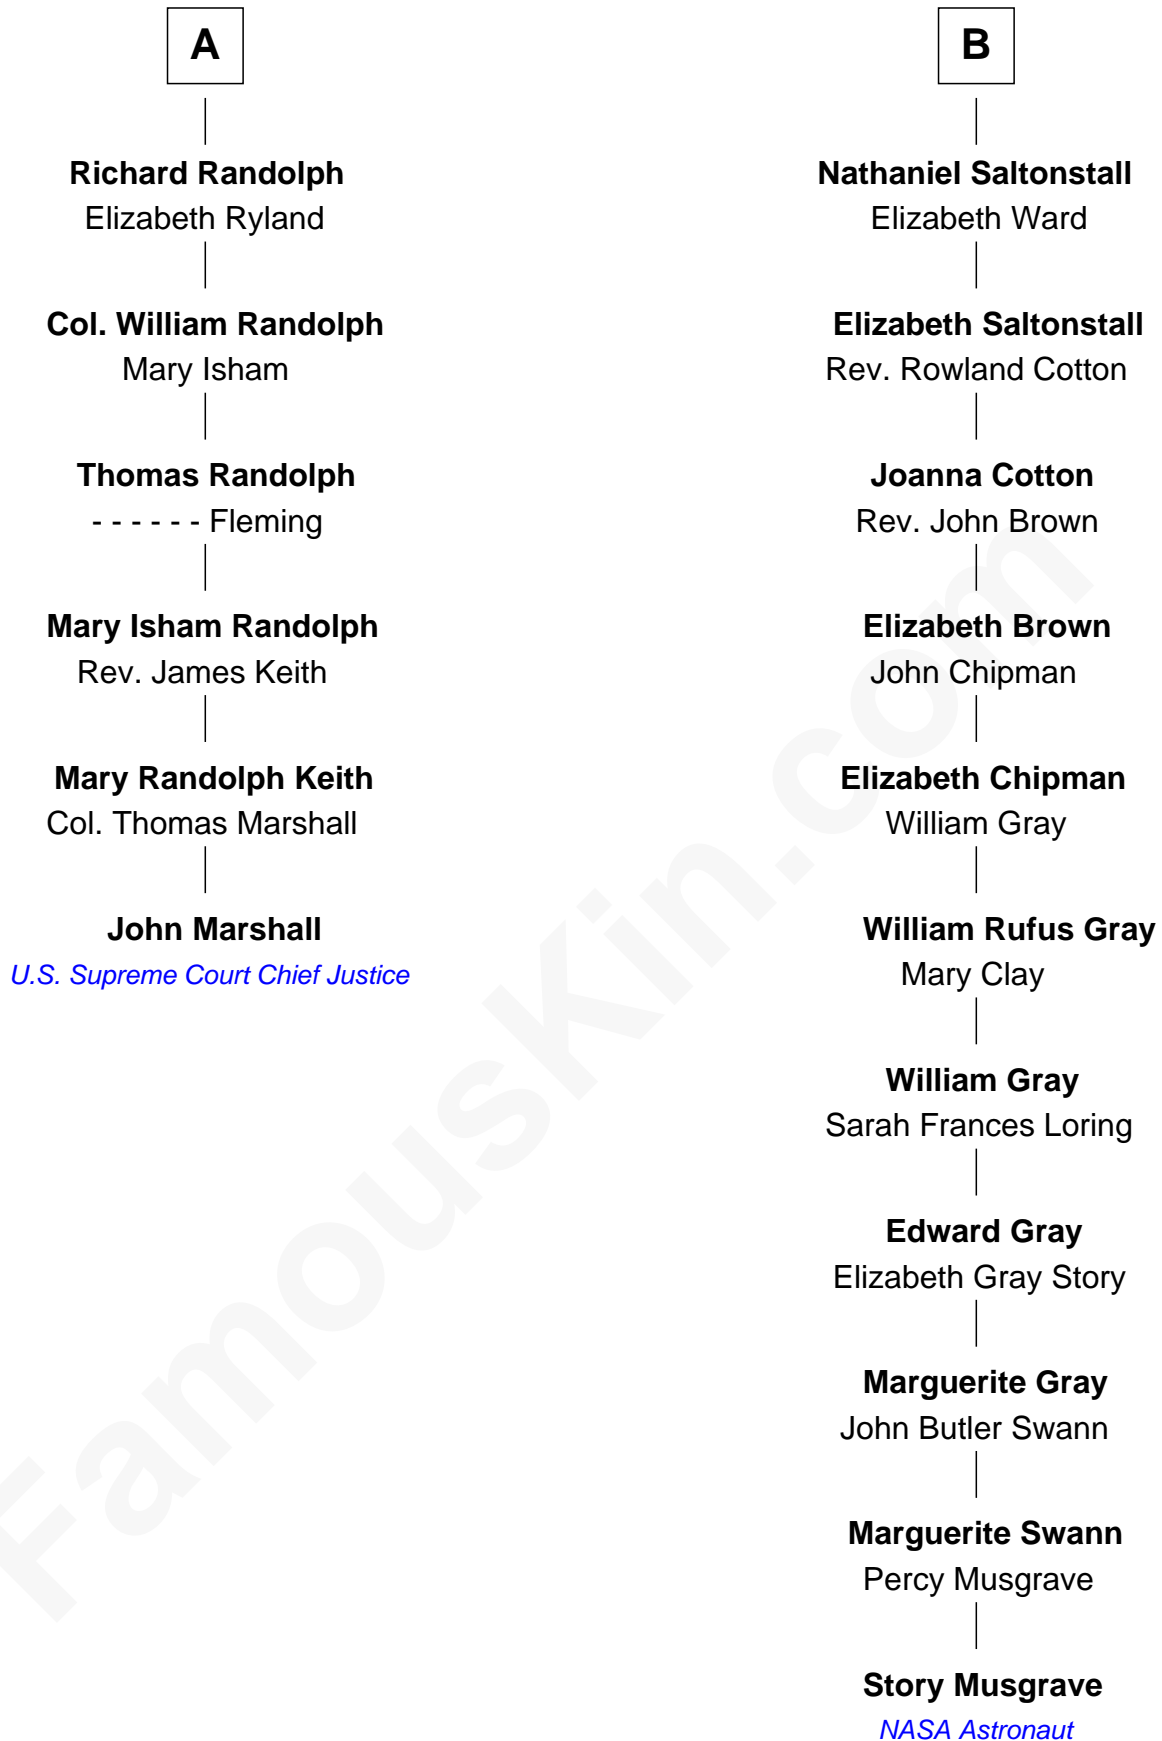 A
Richard Randolph
Elizabeth Ryland
Col. William Randolph
Mary Isham
Thomas Randolph
- - - - - - Fleming
Mary Isham Randolph
Rev. James Keith
Mary Randolph Keith
Col. Thomas Marshall
John Marshall
U.S. Supreme Court Chief Justice
B
Nathaniel Saltonstall
Elizabeth Ward
Elizabeth Saltonstall
Rev. Rowland Cotton
Joanna Cotton
Rev. John Brown
Elizabeth Brown
John Chipman
Elizabeth Chipman
William Gray
William Rufus Gray
Mary Clay
William Gray
Sarah Frances Loring
Edward Gray
Elizabeth Gray Story
Marguerite Gray
John Butler Swann
Marguerite Swann
Percy Musgrave
Story Musgrave
NASA Astronaut
FamousKin.com